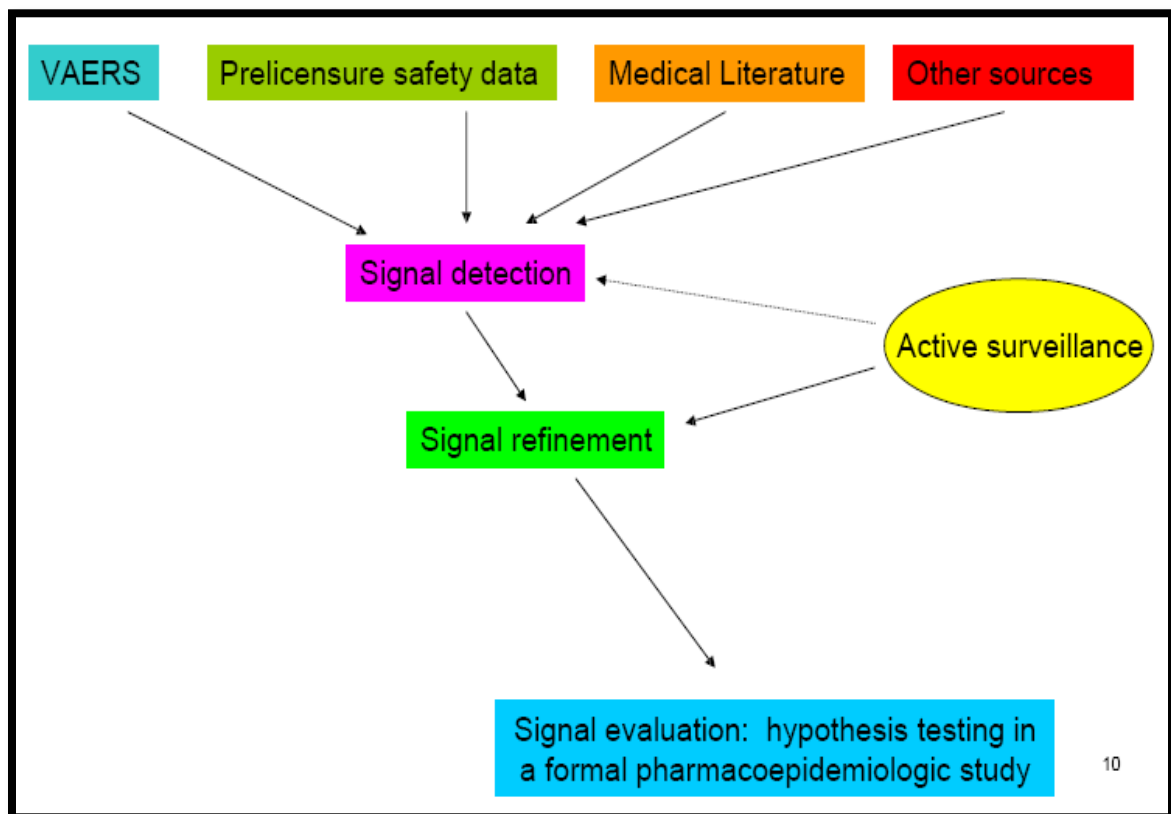 VAERS
Prelicensure safety data
Medical Literature
Other sources
Signal detection
Active surveillance
Signal refinement
Signal evaluation: hypothesis testing in
a formal pharmacoepidemiologic study
10